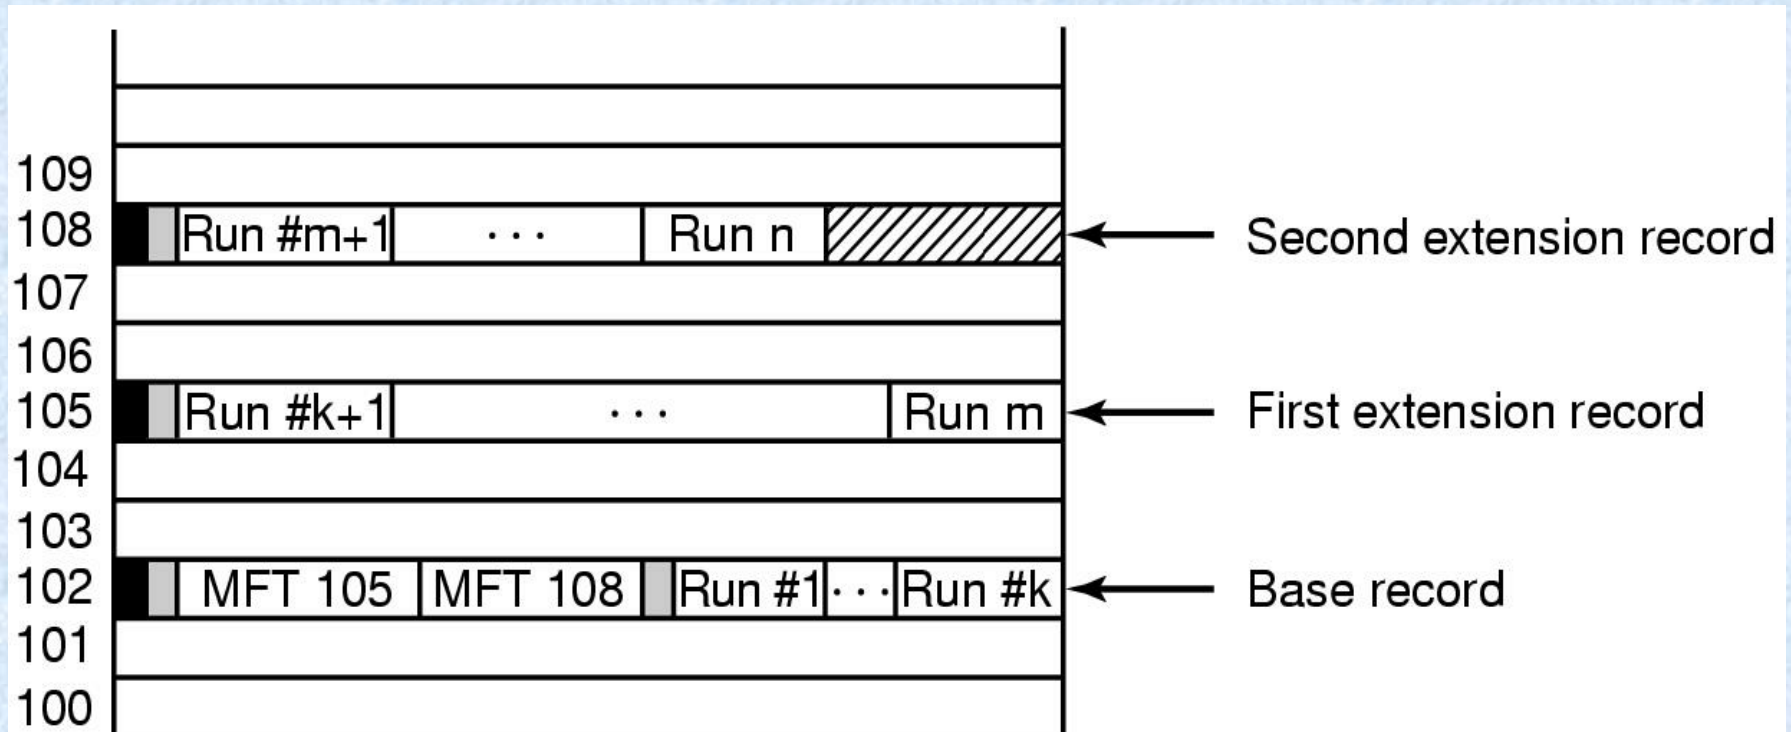 109
108 Run #m+1 ... Run n Second extension record
107
106
105 Run #k+1 ... Run m First extension record
104
103
102 MFT 105 MFT 108 Run #1 ... Run #k Base record
101
100